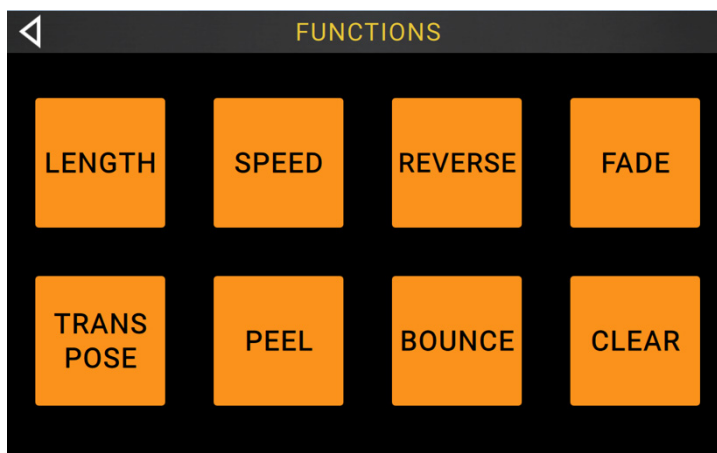 FUNCTIONS
LENGTH
SPEED
REVERSE
FADE
TRANS
POSE
PEEL
BOUNCE
CLEAR